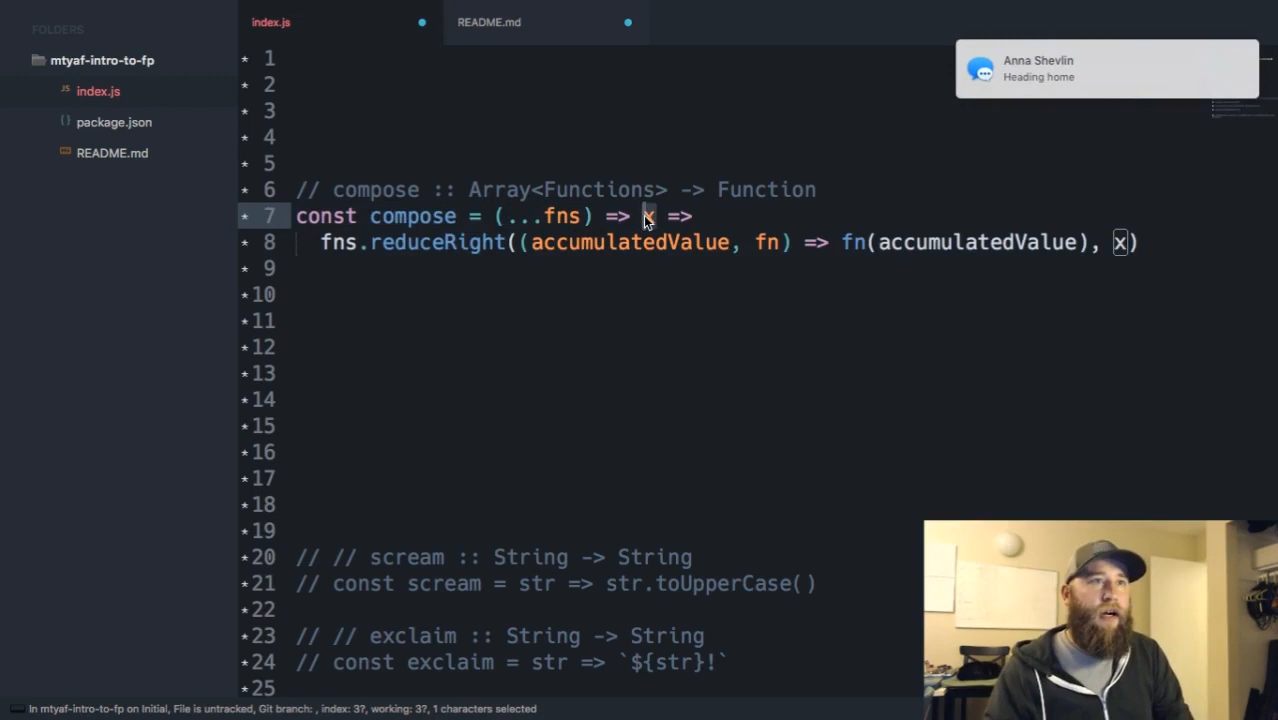 index.js
README.md
FOLDERS
mtyaf-intro-to-fp
JS index.js
package.json
README.md
Anna Shevlin
Heading home
1
2
3
4
5
6 // compose :: Array<Functions> -> Function
7 const compose = (...fns) => x =>
8 fns.reduceRight((accumulatedValue, fn) => fn(accumulatedValue), x)
9
10
11
12
13
14
15
16
17
18
19
20 // // scream :: String -> String
21 // const scream = str => str.toUpperCase()
22
23 // // exclaim :: String -> String
24 // const exclaim = str => `${str}!`
25
In mtyaf-intro-to-fp on Initial, File is untracked, Git branch: , index: 3?, working: 3?, 1 characters selected